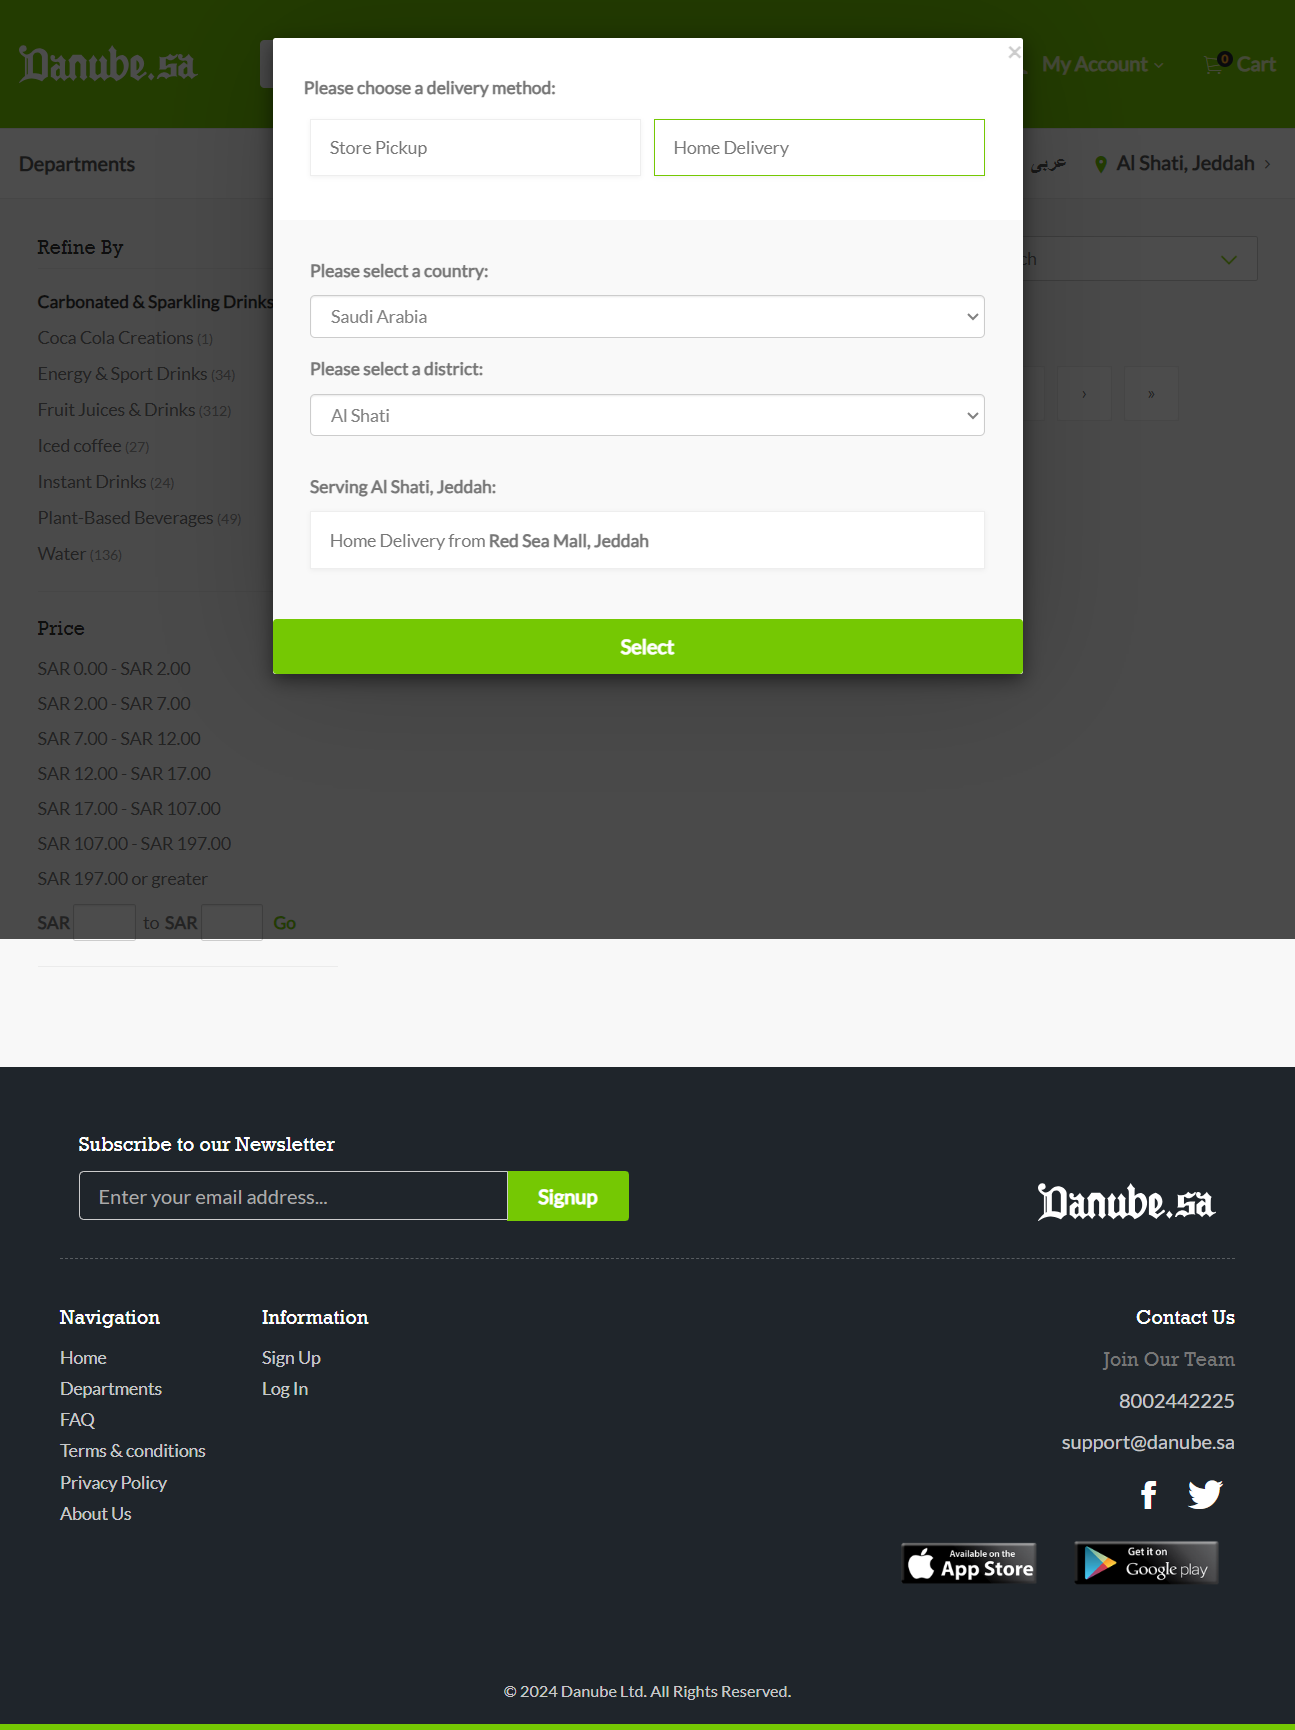 Danube.sa
My Account
0
Cart
Departments
عربى
Al Shati, Jeddah
×
Please choose a delivery method:
Store Pickup
Home Delivery
Please select a country:
Saudi Arabia
Please select a district:
Al Shati
Serving Al Shati, Jeddah:
Home Delivery from Red Sea Mall, Jeddah
Select
Refine By
Carbonated & Sparkling Drinks
Coca Cola Creations (1)
Energy & Sport Drinks (34)
Fruit Juices & Drinks (312)
Iced coffee (27)
Instant Drinks (24)
Plant-Based Beverages (49)
Water (136)
› »
Price
SAR 0.00 - SAR 2.00
SAR 2.00 - SAR 7.00
SAR 7.00 - SAR 12.00
SAR 12.00 - SAR 17.00
SAR 17.00 - SAR 107.00
SAR 107.00 - SAR 197.00
SAR 197.00 or greater
SAR to SAR Go
Subscribe to our Newsletter
Enter your email address...
Signup
Danube.sa
Navigation
Home
Departments
FAQ
Terms & conditions
Privacy Policy
About Us
Information
Sign Up
Log In
Contact Us
Join Our Team
8002442225
support@danube.sa
Available on the
App Store
Get it on
Google play
© 2024 Danube Ltd. All Rights Reserved.